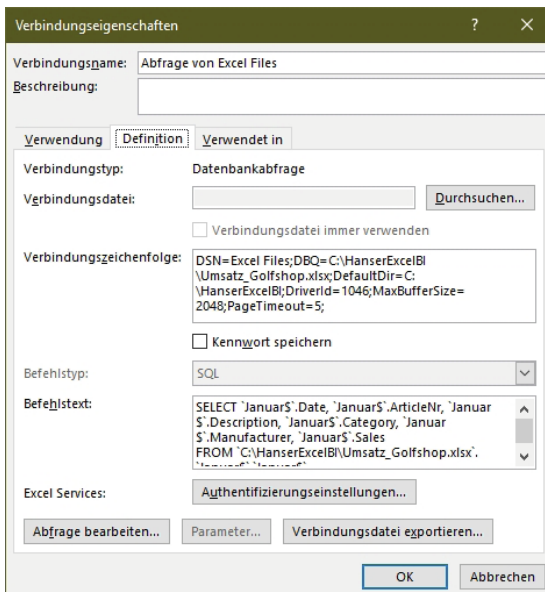 Verbindungseigenschaften ? ×
Verbindungsname: Abfrage von Excel Files
Beschreibung:
Verwendung Definition Verwendet in
Verbindungstyp: Datenbankabfrage
Verbindungsdatei: Durchsuchen...
Verbindungsdatei immer verwenden
Verbindungszeichenfolge: DSN=Excel Files;DBQ=C:\HanserExcelBI
\Umsatz_Golfshop.xlsx;DefaultDir=C:
\HanserExcelBI;DriverId=1046;MaxBufferSize=
2048;PageTimeout=5;
Kennwort speichern
Befehlstyp: SQL
Befehlstext: SELECT `Januar$`.Date, `Januar$`.ArticleNr, `Januar
$`.Description, `Januar$`.Category, `Januar
$`.Manufacturer, `Januar$`.Sales
FROM `C:\HanserExcelBI\Umsatz_Golfshop.xlsx`.
`Januar$` `Januar$`
Excel Services: Authentifizierungseinstellungen...
Abfrage bearbeiten... Parameter... Verbindungsdatei exportieren...
OK Abbrechen